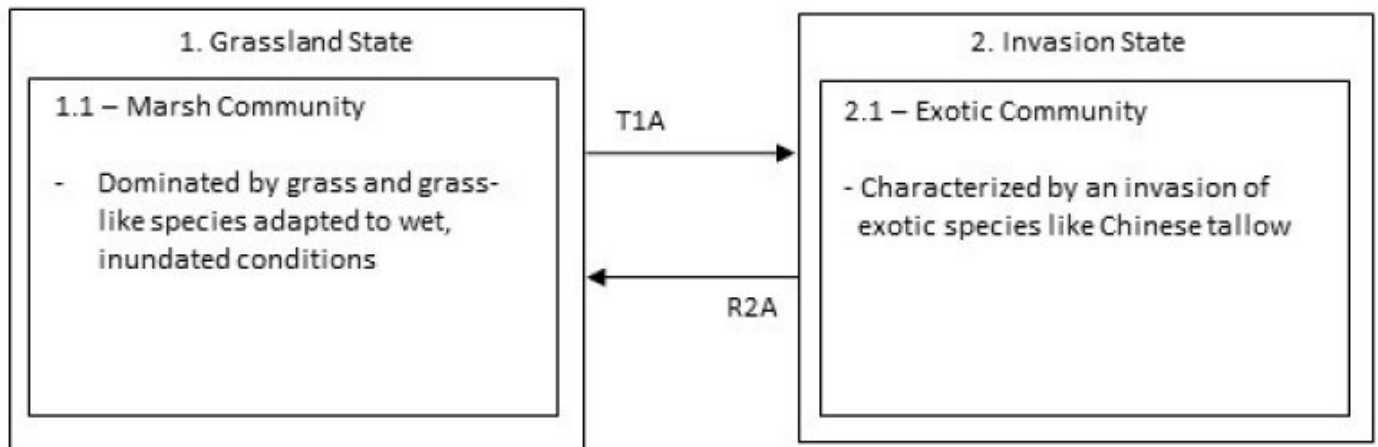 1. Grassland State
1.1 – Marsh Community
- Dominated by grass and grass-
like species adapted to wet,
inundated conditions
T1A
R2A
2. Invasion State
2.1 – Exotic Community
- Characterized by an invasion of
exotic species like Chinese tallow